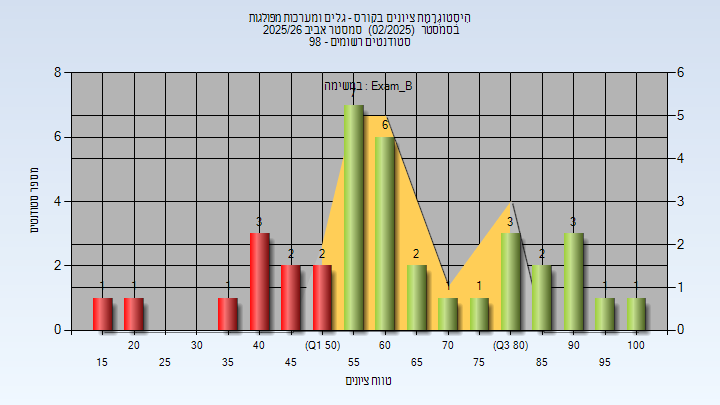 היסטוגרמת ציונים בקורס - גלים ומערכות מפולגות
בסמסטר (02/2025) סמסטר אביב 2025/26
סטודנטים רשומים - 98
במשימה : Exam_B
8 6 4 2 0
מספר סטודנטים
6 5 4 3 2 1 0
1 1 1 3 2 2 7 6 2 1 1 3 2 3 1 1
20 30 40 (Q1 50) 60 70 (Q3 80) 90 100
15 25 35 45 55 65 75 85 95
טווח ציונים